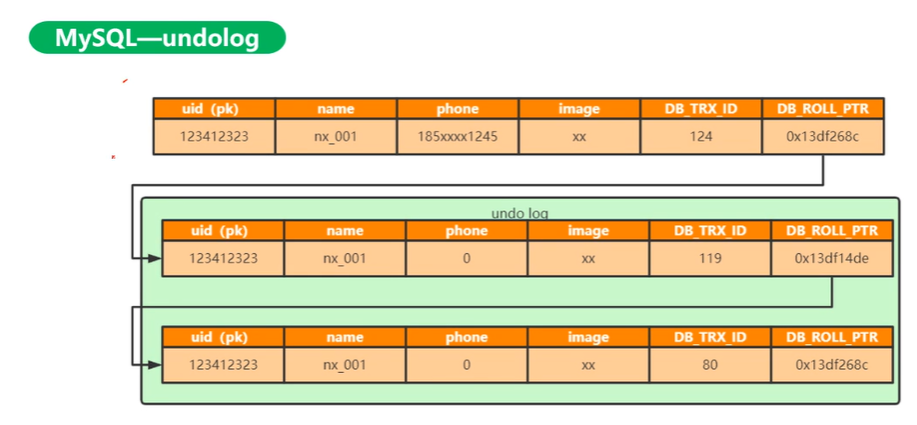 MySQL—undolog
uid (pk) name phone image DB_TRX_ID DB_ROLL_PTR
123412323 nx_001 185xxxx1245 xx 124 0x13df268c
undo log
uid (pk) name phone image DB_TRX_ID DB_ROLL_PTR
123412323 nx_001 0 xx 119 0x13df14de
uid (pk) name phone image DB_TRX_ID DB_ROLL_PTR
123412323 nx_001 0 xx 80 0x13df268c